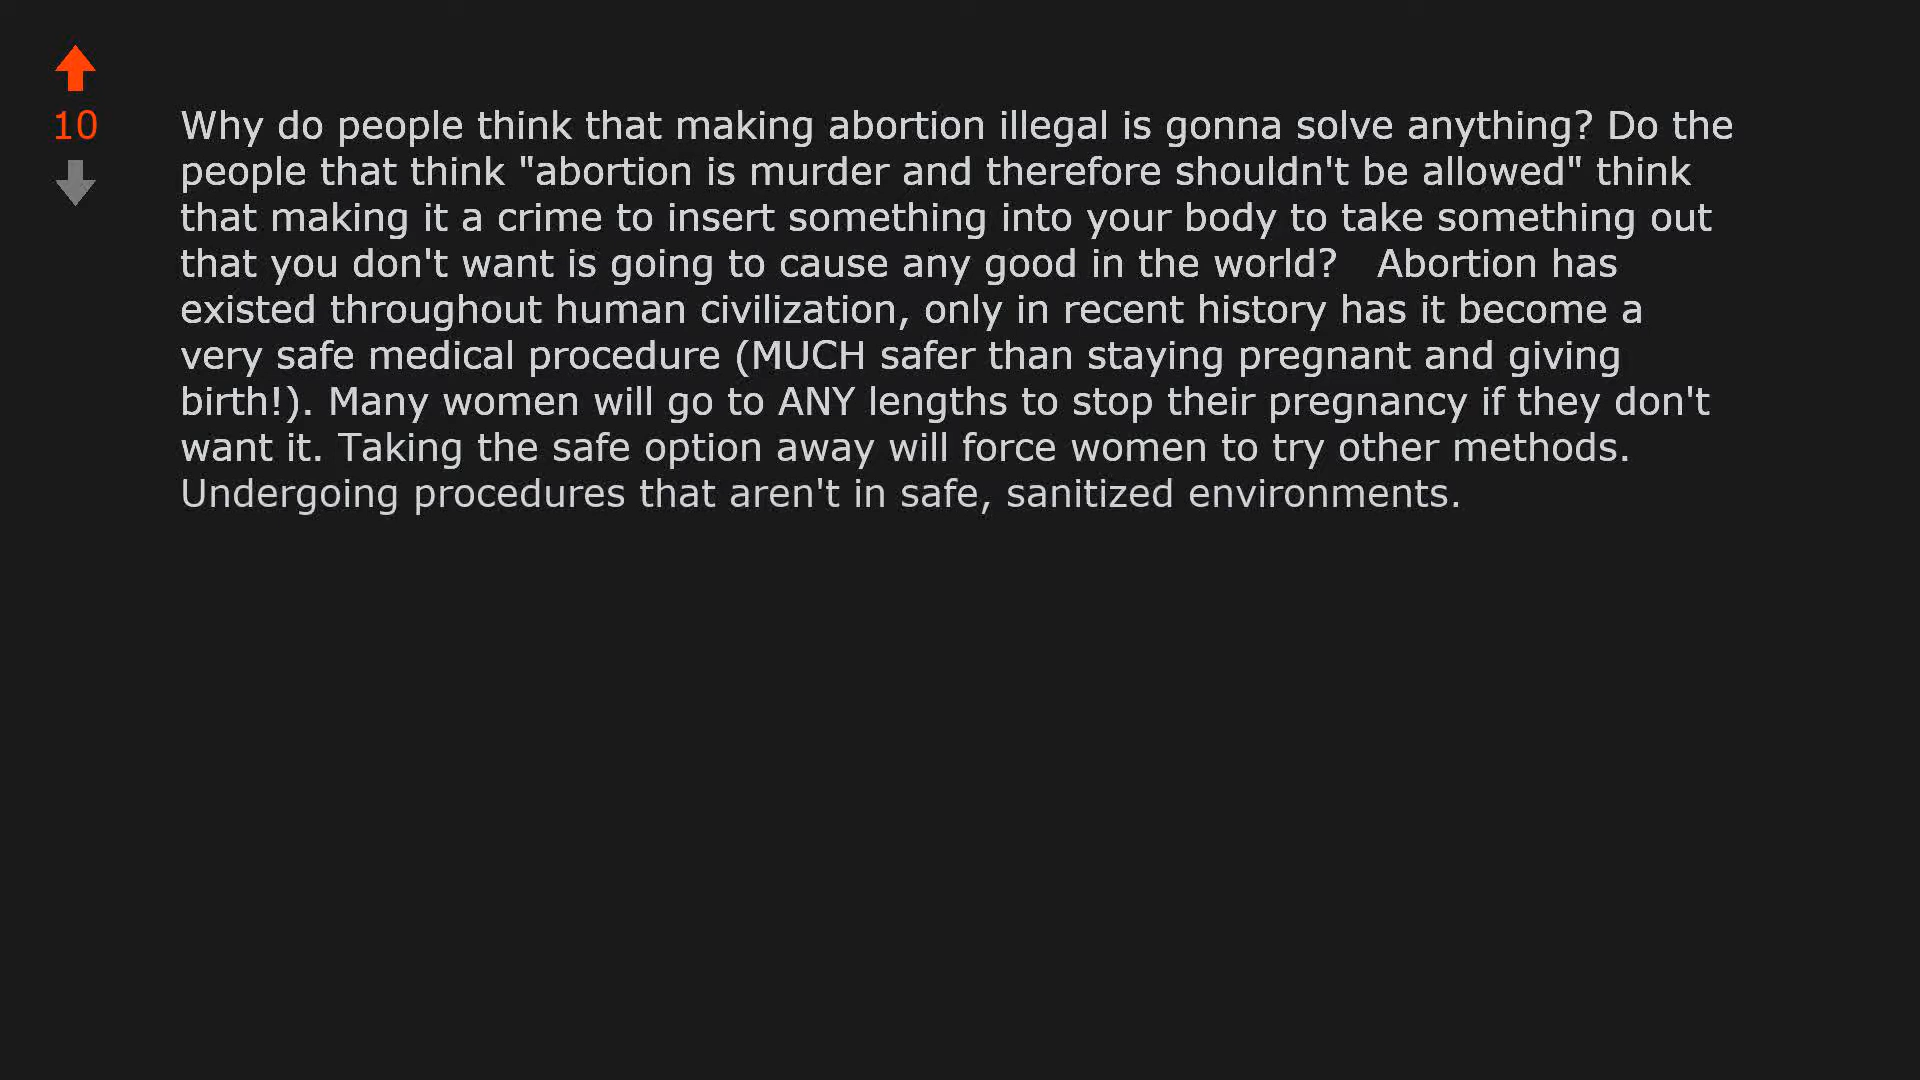 10
Why do people think that making abortion illegal is gonna solve anything? Do the
people that think "abortion is murder and therefore shouldn't be allowed" think
that making it a crime to insert something into your body to take something out
that you don't want is going to cause any good in the world?   Abortion has
existed throughout human civilization, only in recent history has it become a
very safe medical procedure (MUCH safer than staying pregnant and giving
birth!). Many women will go to ANY lengths to stop their pregnancy if they don't
want it. Taking the safe option away will force women to try other methods.
Undergoing procedures that aren't in safe, sanitized environments.